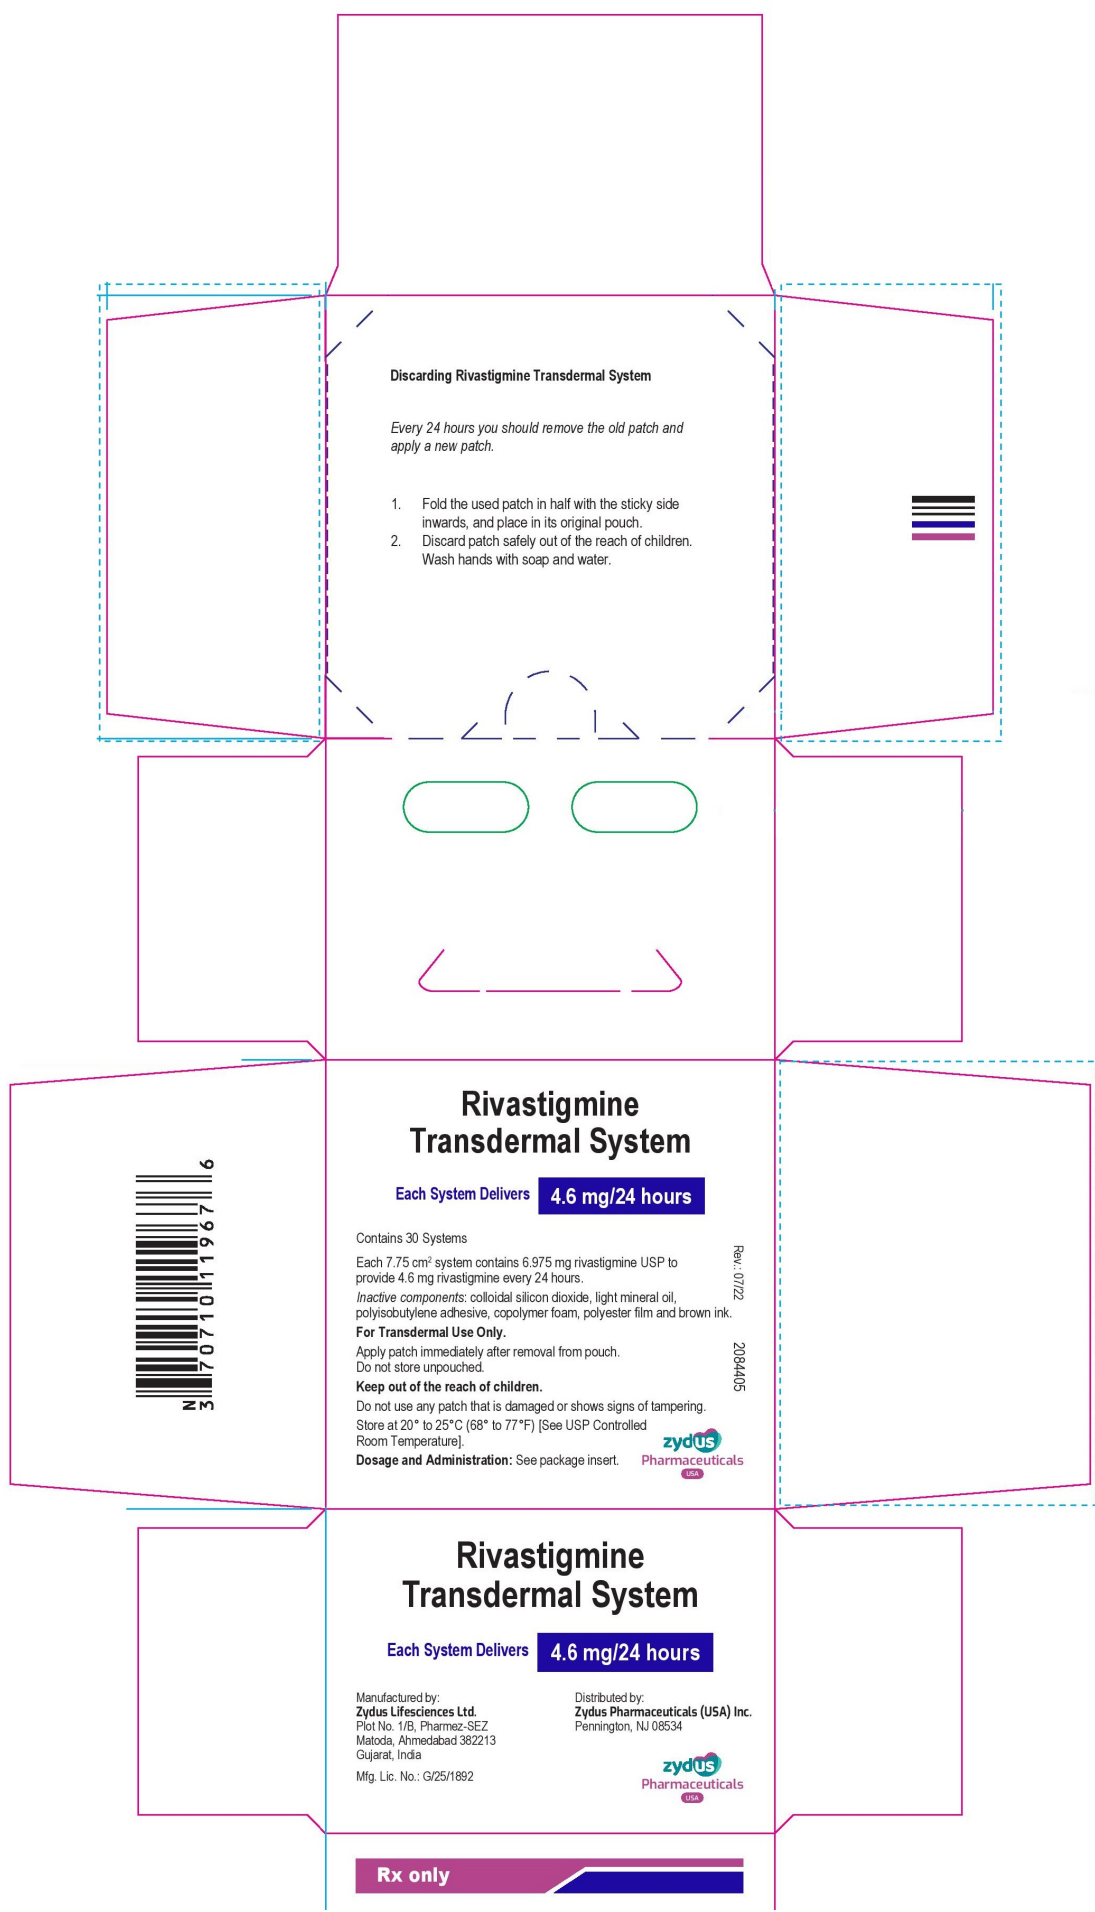 Discarding Rivastigmine Transdermal System
Every 24 hours you should remove the old patch and
apply a new patch.
1. Fold the used patch in half with the sticky side
inwards, and place in its original pouch.
2. Discard patch safely out of the reach of children.
Wash hands with soap and water.
Rivastigmine
Transdermal System
Each System Delivers 4.6 mg/24 hours
Contains 30 Systems
Each 7.75 cm² system contains 6.975 mg rivastigmine USP to
provide 4.6 mg rivastigmine every 24 hours.
Inactive components: colloidal silicon dioxide, light mineral oil,
polyisobutylene adhesive, copolymer foam, polyester film and brown ink.
For Transdermal Use Only.
Apply patch immediately after removal from pouch.
Do not store unpouched.
Keep out of the reach of children.
Do not use any patch that is damaged or shows signs of tampering.
Store at 20° to 25°C (68° to 77°F) [See USP Controlled
Room Temperature].
Dosage and Administration: See package insert.
Rev.: 07/22
2084405
zydus
Pharmaceuticals
USA
N
3 70710 11967 6
Rivastigmine
Transdermal System
Each System Delivers 4.6 mg/24 hours
Manufactured by:
Zydus Lifesciences Ltd.
Plot No. 1/B, Pharmez-SEZ
Matoda, Ahmedabad 382213
Gujarat, India
Mfg. Lic. No.: G/25/1892
Distributed by:
Zydus Pharmaceuticals (USA) Inc.
Pennington, NJ 08534
zydus
Pharmaceuticals
USA
Rx only